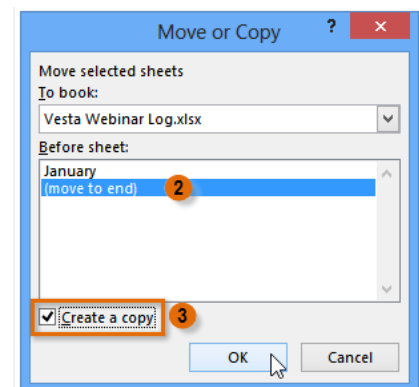 Move or Copy ? ×
Move selected sheets
To book:
Vesta Webinar Log.xlsx
Before sheet:
January
(move to end) 2
Create a copy 3
OK Cancel